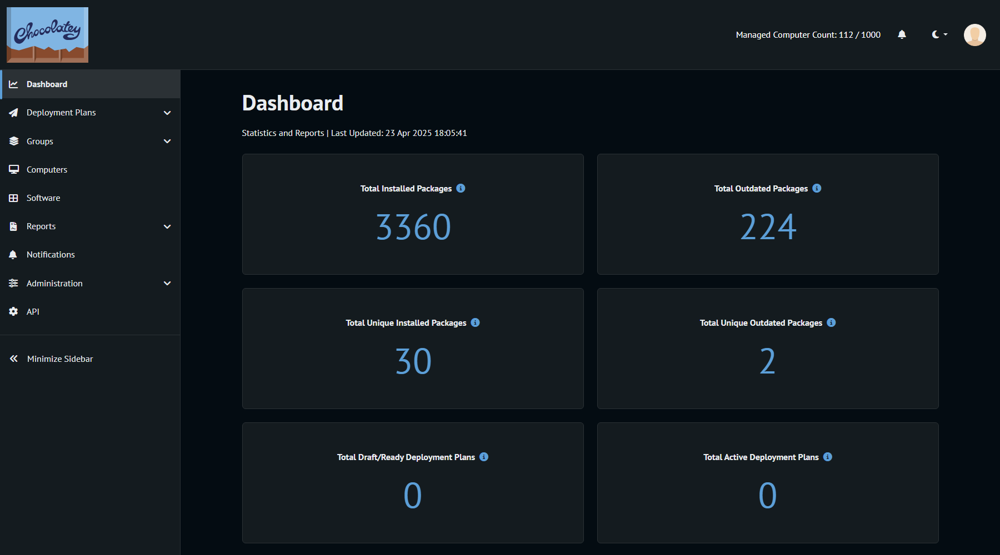 Chocolatey
Managed Computer Count: 112 / 1000
Dashboard
Deployment Plans
Groups
Computers
Software
Reports
Notifications
Administration
API
Minimize Sidebar
Dashboard
Statistics and Reports | Last Updated: 23 Apr 2025 18:05:41
Total Installed Packages
3360
Total Outdated Packages
224
Total Unique Installed Packages
30
Total Unique Outdated Packages
2
Total Draft/Ready Deployment Plans
0
Total Active Deployment Plans
0